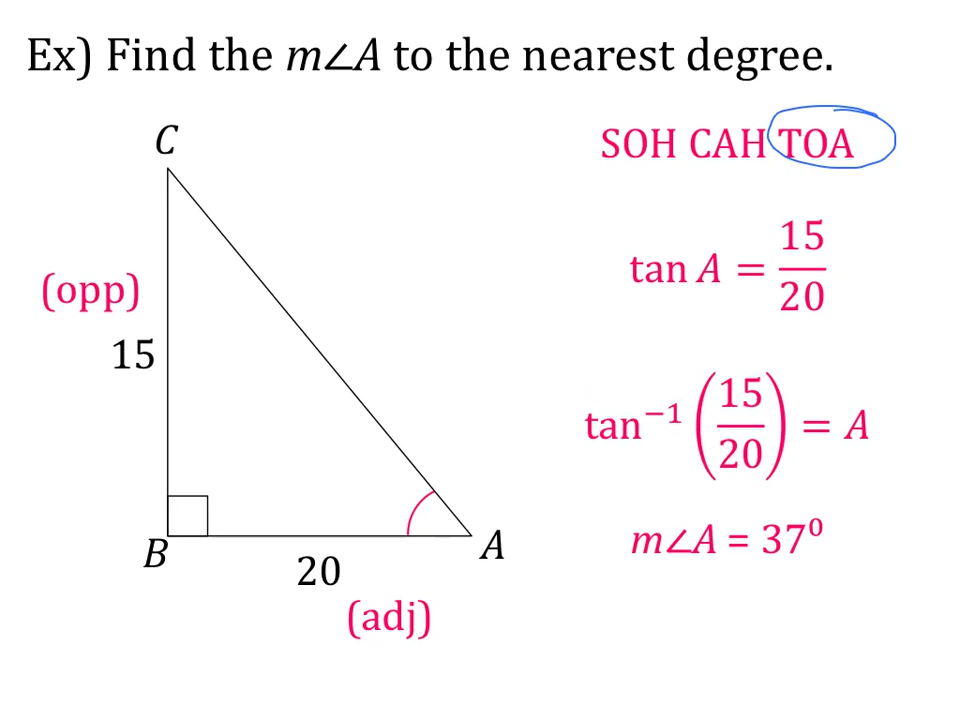 Ex) Find the m∠A to the nearest degree.
SOH CAH TOA
C
(opp)
15
B
20
(adj)
A
tan A = 15/20
tan⁻¹(15/20) = A
m∠A = 37⁰